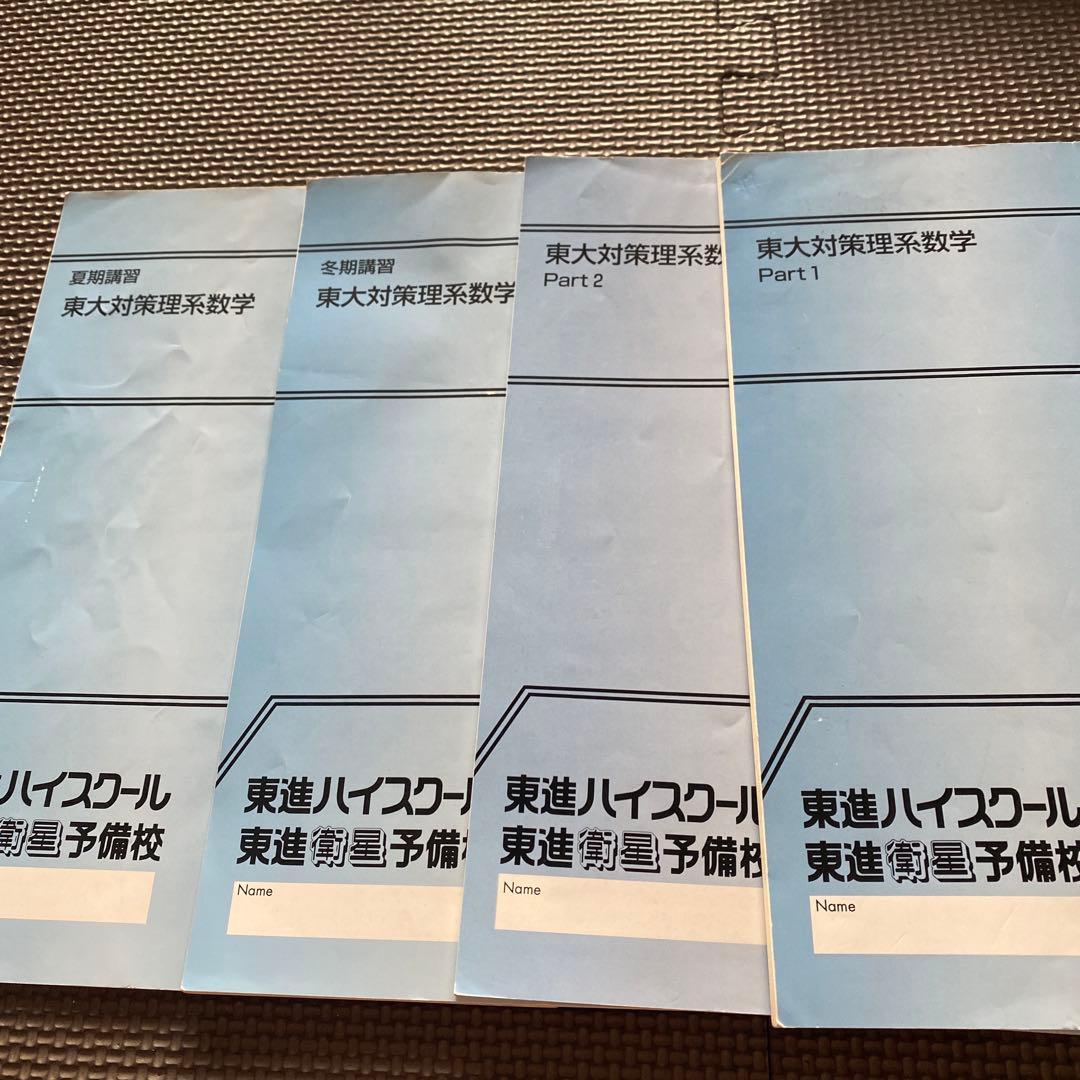 夏期講習
東大対策理系数学
ハイスクール
衛星予備校
冬期講習
東大対策理系数学
東進ハイスクール
東進衛星予備
Name
東大対策理系数
Part 2
東進ハイスクール
東進衛星予備校
Name
東大対策理系数学
Part 1
東進ハイスクール
東進衛星予備校
Name